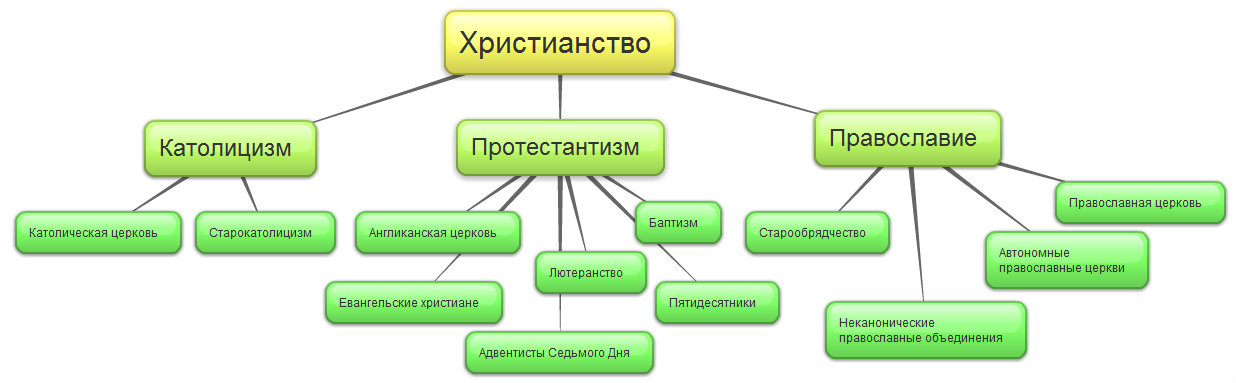 Христианство
Католицизм
Протестантизм
Православие
Католическая церковь
Старокатолицизм
Англиканская церковь
Евангельские христиане
Адвентисты Седьмого Дня
Лютеранство
Баптизм
Пятидесятники
Старообрядчество
Неканонические
православные объединения
Автономные
православные церкви
Православная церковь